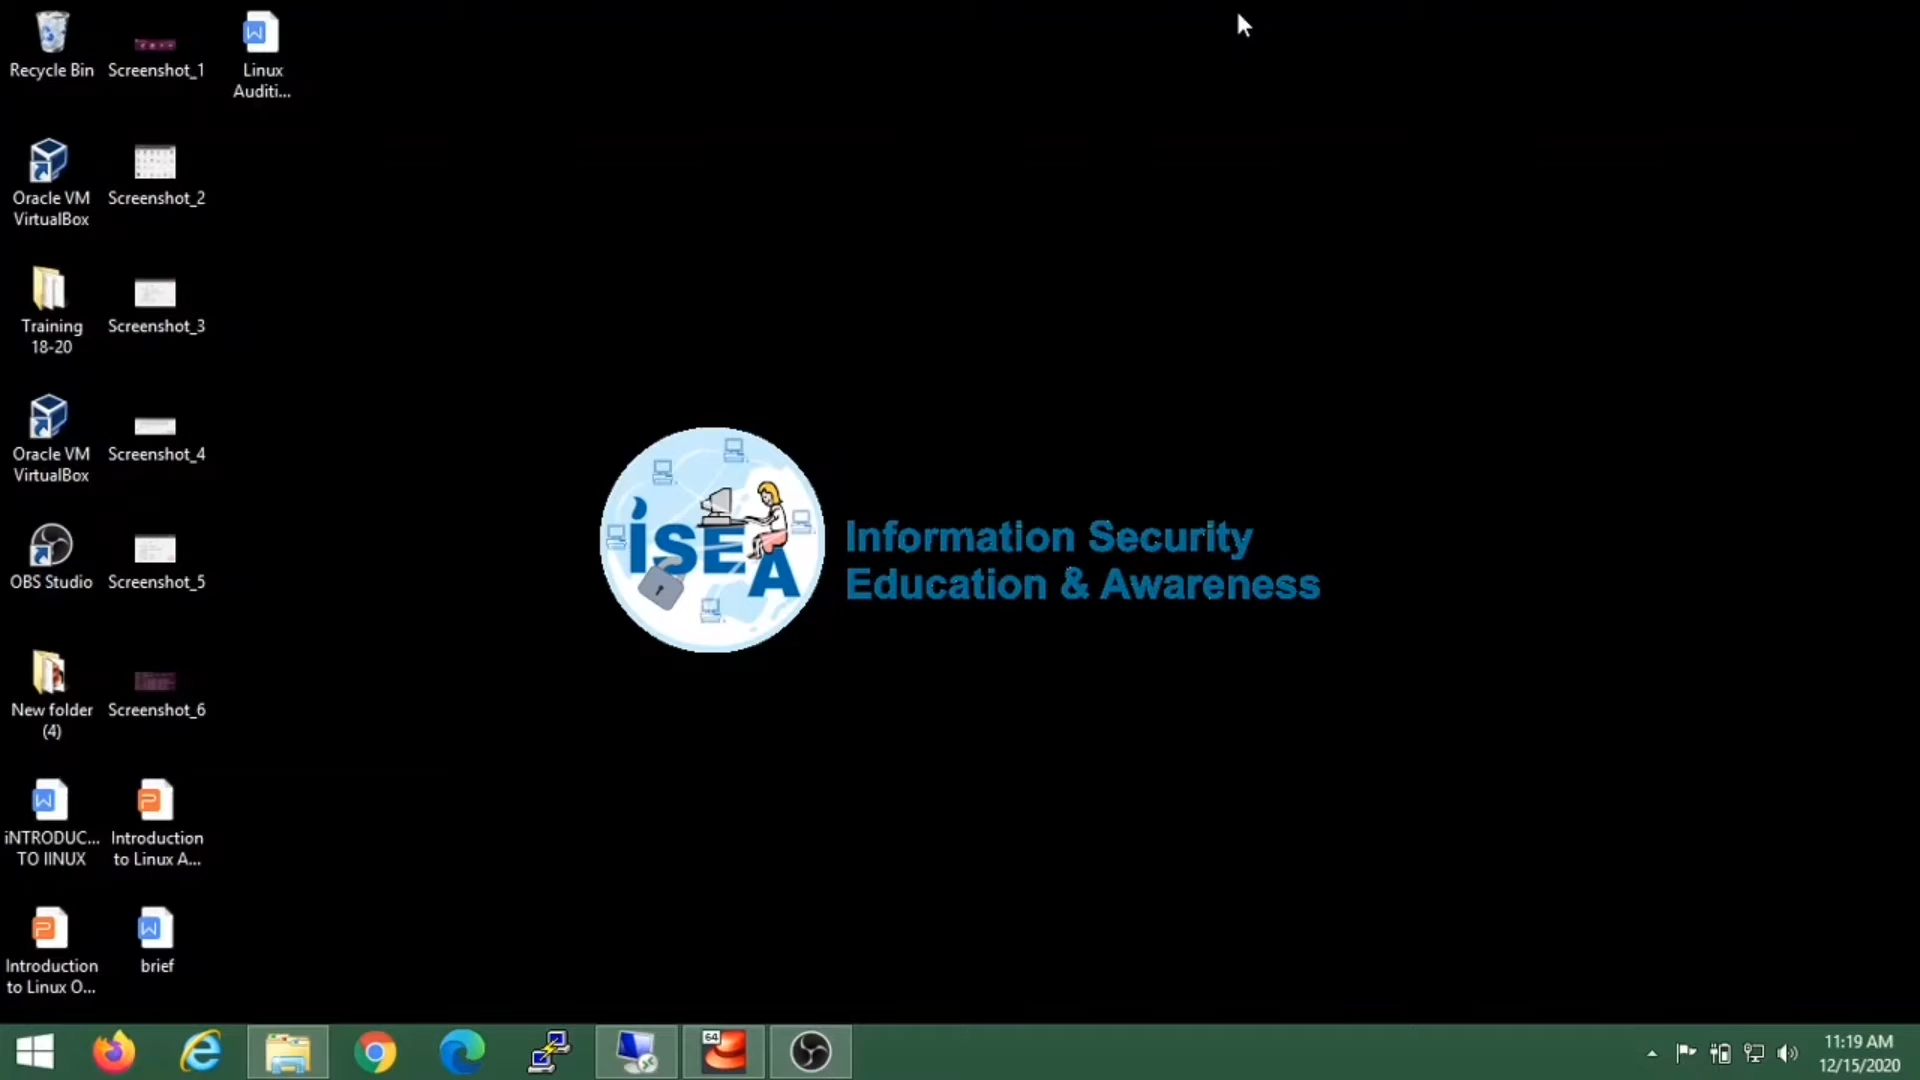 Recycle Bin
Screenshot_1
Linux
Auditi...
Oracle VM
VirtualBox
Screenshot_2
Training
18-20
Screenshot_3
Oracle VM
VirtualBox
Screenshot_4
OBS Studio
Screenshot_5
New folder
(4)
Screenshot_6
iNTRODUC...
TO lINUX
Introduction
to Linux A...
Introduction
to Linux O...
brief
iSEA
Information Security
Education & Awareness
64
11:19 AM
12/15/2020